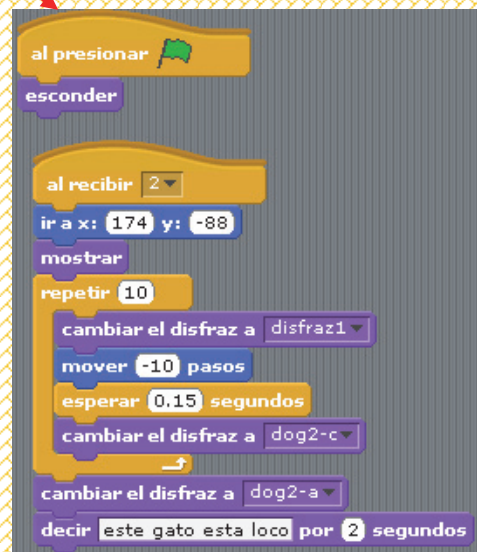 al presionar
esconder
al recibir 2
ir a x: 174 y: -88
mostrar
repetir 10
cambiar el disfraz a disfraz1
mover -10 pasos
esperar 0.15 segundos
cambiar el disfraz a dog2-c
cambiar el disfraz a dog2-a
decir este gato esta loco por 2 segundos